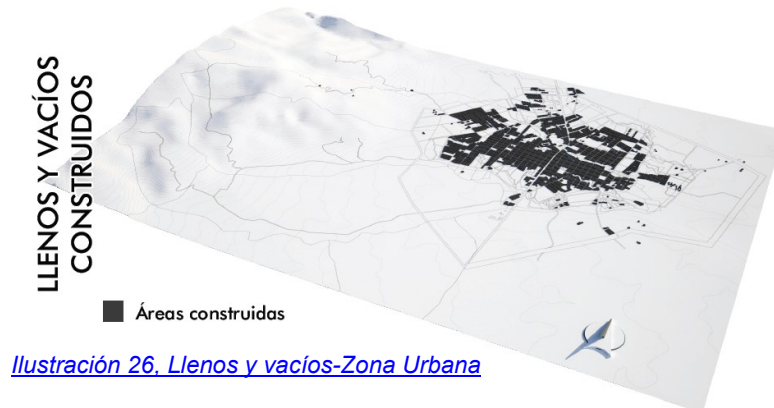 LLENOS Y VACÍOS
CONSTRUIDOS
Áreas construidas
Ilustración 26, Llenos y vacíos-Zona Urbana